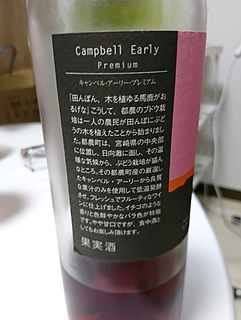 Campbell Early
Premium
キャンベル・アーリー・プレミアム
「田んぼん、木を植ゆる馬鹿がお
るげな」こうして、都農のブドウ栽
培は一人の農民が田んぼにぶど
うの木を植えたことから始まりまし
た。都農町は、宮崎県の中央部
に位置し、日向灘に面し、その温
暖な気候から、ぶどう栽培が盛ん
なところ。その都農町産の厳選し
たキャンベル・アーリーから良質
な果汁のみを使用して低温発酵
させ、フレッシュでフルーティなワイ
ンに仕上げました。イチゴのような
香りと色鮮やかなバラ色が特徴
です。やや甘口ですが、食中酒と
してもお楽しみ頂けます。
果実酒